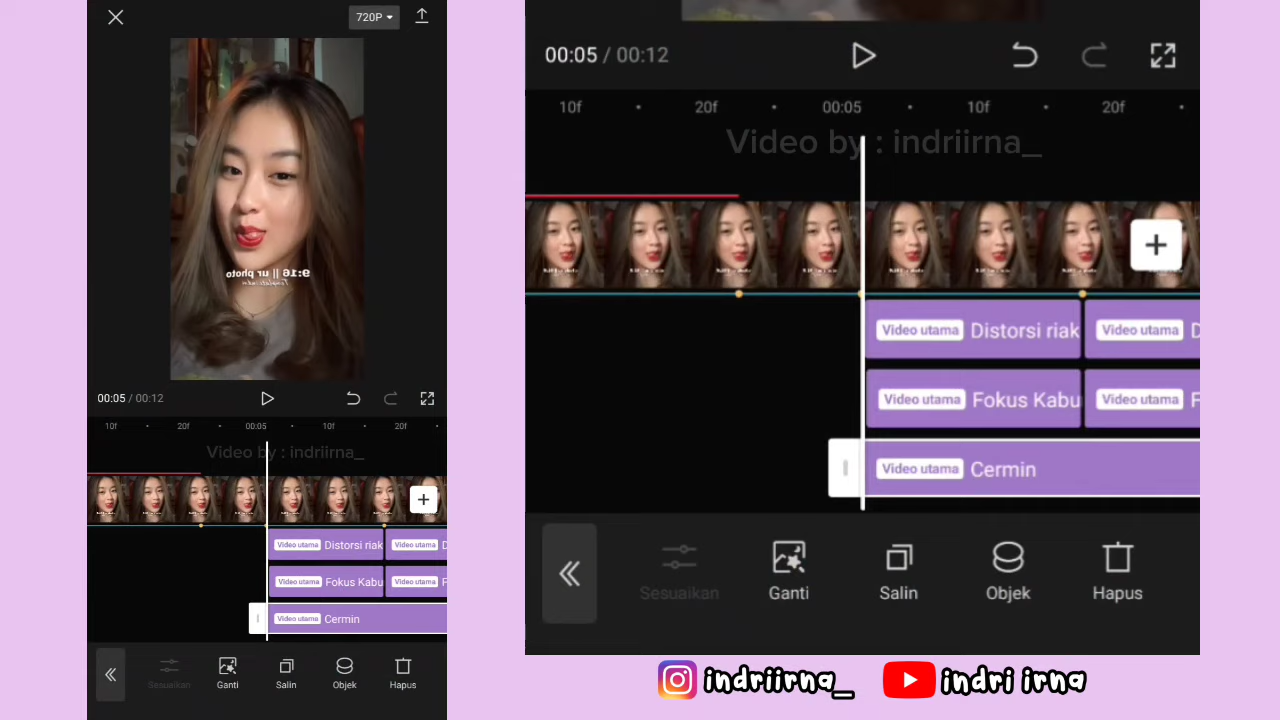 720P
9:16 || ur photo
00:05 / 00:12
10f 20f 00:05 10f 20f
Video by : indriirna_
Video utama Distorsi riak Video utama D
Video utama Fokus Kabu Video utama F
Video utama Cermin
Sesuaikan Ganti Salin Objek Hapus
00:05 / 00:12
10f 20f 00:05 10f 20f
Video by : indriirna_
Video utama Distorsi riak Video utama D
Video utama Fokus Kabu Video utama F
Video utama Cermin
Sesuaikan Ganti Salin Objek Hapus
indriirna_ indri irna